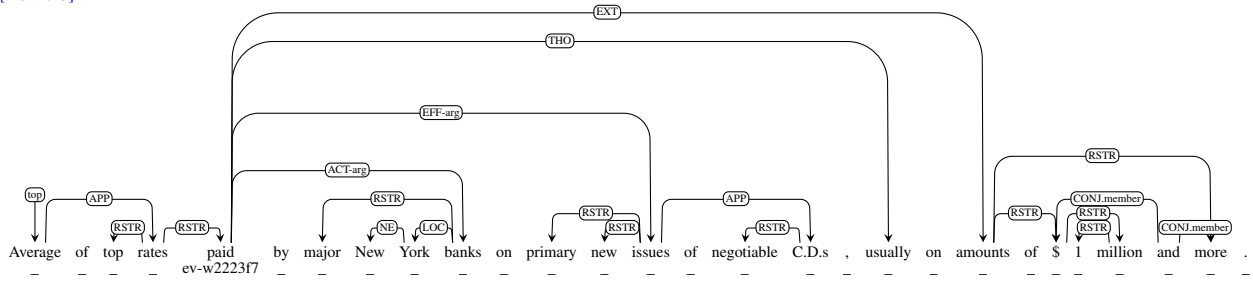 EXT
THO
EFF-arg
ACT-arg
RSTR
top APP RSTR APP CONJ.member
RSTR RSTR RSTR
RSTR RSTR NE LOC RSTR RSTR RSTR CONJ.member
Average of top rates paid by major New York banks on primary new issues of negotiable C.D.s , usually on amounts of $ 1 million and more .
_ _ _ _ ev-w2223f7 _ _ _ _ _ _ _ _ _ _ _ _ _ _ _ _ _ _ _ _ _ _ _